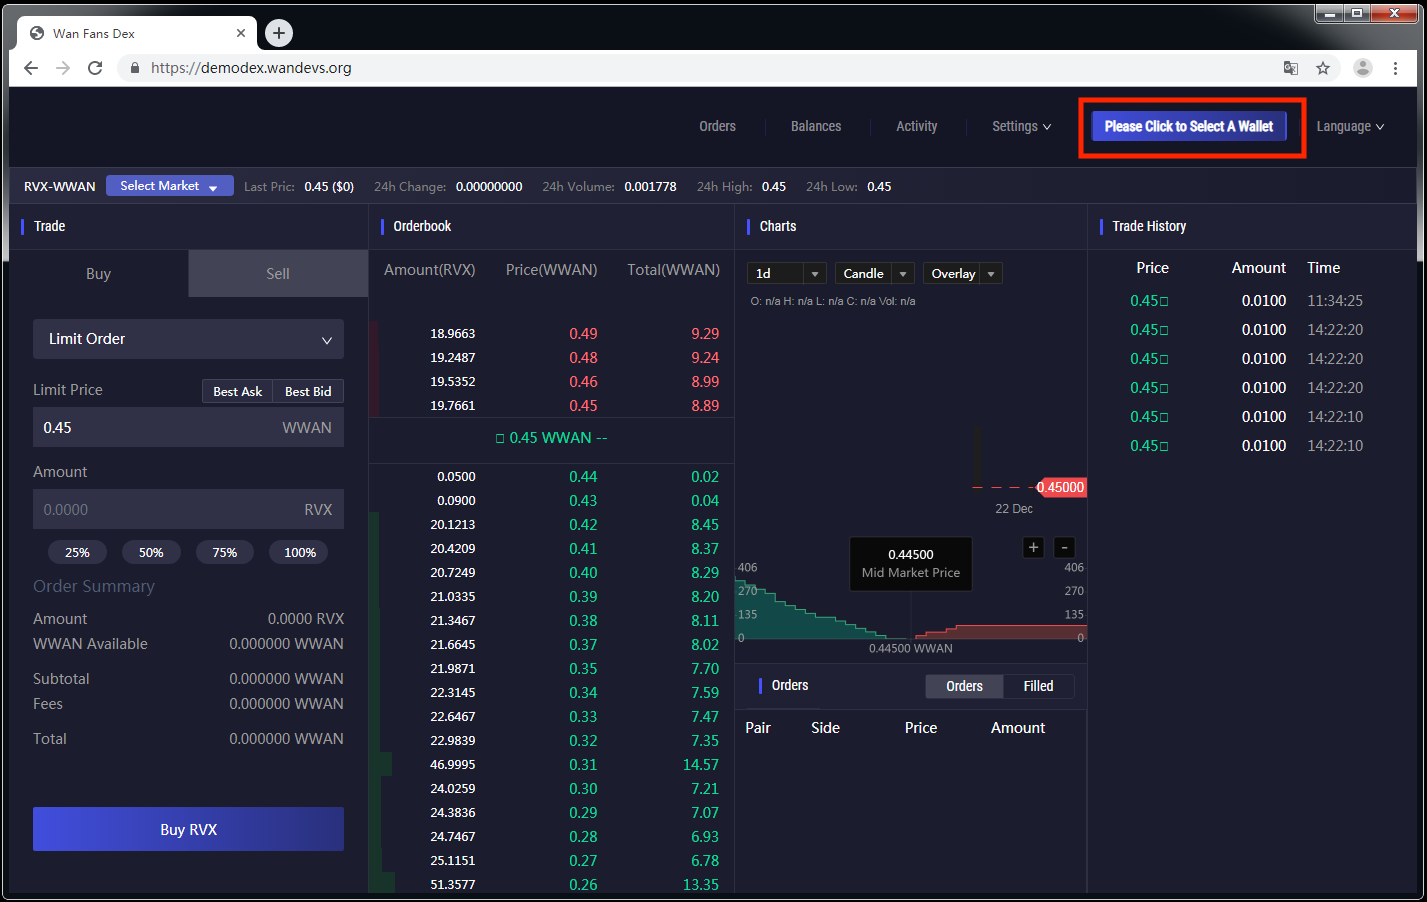 Wan Fans Dex
https://demodex.wandevs.org
Orders
Balances
Activity
Settings
Please Click to Select A Wallet
Language
RVX-WWAN
Select Market
Last Pric: 0.45 ($0)
24h Change: 0.00000000
24h Volume: 0.001778
24h High: 0.45
24h Low: 0.45
Trade
Buy
Sell
Limit Order
Limit Price
Best Ask
Best Bid
0.45 WWAN
Amount
0.0000 RVX
25% 50% 75% 100%
Order Summary
Amount 0.0000 RVX
WWAN Available 0.000000 WWAN
Subtotal 0.000000 WWAN
Fees 0.000000 WWAN
Total 0.000000 WWAN
Buy RVX
Orderbook
Amount(RVX) Price(WWAN) Total(WWAN)
18.9663 0.49 9.29
19.2487 0.48 9.24
19.5352 0.46 8.99
19.7661 0.45 8.89
0.45 WWAN --
0.0500 0.44 0.02
0.0900 0.43 0.04
20.1213 0.42 8.45
20.4209 0.41 8.37
20.7249 0.40 8.29
21.0335 0.39 8.20
21.3467 0.38 8.11
21.6645 0.37 8.02
21.9871 0.35 7.70
22.3145 0.34 7.59
22.6467 0.33 7.47
22.9839 0.32 7.35
46.9995 0.31 14.57
24.0259 0.30 7.21
24.3836 0.29 7.07
24.7467 0.28 6.93
25.1151 0.27 6.78
51.3577 0.26 13.35
Charts
1d
Candle
Overlay
O: n/a H: n/a L: n/a C: n/a Vol: n/a
0.45000
22 Dec
0.44500
Mid Market Price
+ -
406 406
270 270
135 135
0 0
0.44500 WWAN
Orders
Orders
Filled
Pair Side Price Amount
Trade History
Price Amount Time
0.45 0.0100 11:34:25
0.45 0.0100 14:22:20
0.45 0.0100 14:22:20
0.45 0.0100 14:22:20
0.45 0.0100 14:22:10
0.45 0.0100 14:22:10